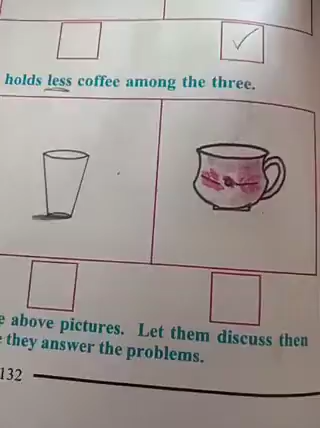 holds less coffee among the three.
above pictures. Let them discuss then
they answer the problems.
132